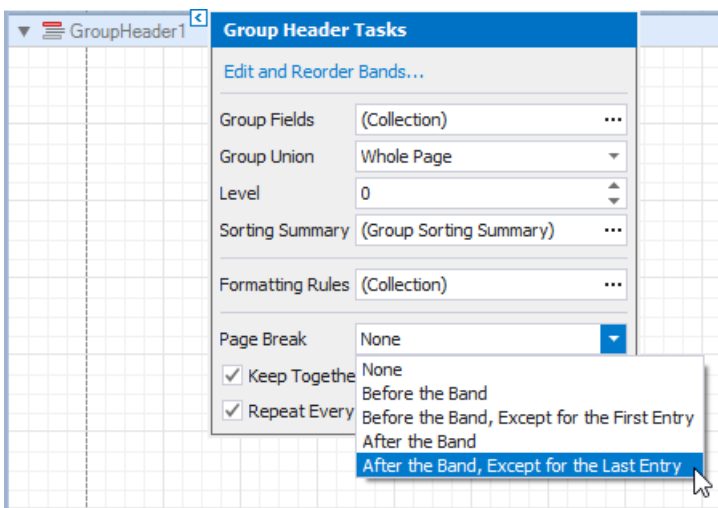 GroupHeader1
Group Header Tasks
Edit and Reorder Bands...
Group Fields (Collection) ...
Group Union Whole Page
Level 0
Sorting Summary (Group Sorting Summary) ...
Formatting Rules (Collection) ...
Page Break None
None
Keep Togethe
Before the Band
Before the Band, Except for the First Entry
Repeat Every
After the Band
After the Band, Except for the Last Entry